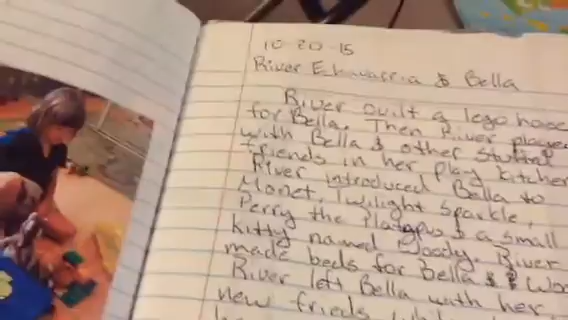 10-20-15
River Echavarria & Bella
River built a lego house
for Bella. Then River played
with Bella & other stuffed
friends in her play kitchen
River introduced Bella to
Monet, Twilight Sparkle,
Perry the Platypus & a small
kitty named Woody. River
made beds for Bella & Woo
River left Bella with her
new friends